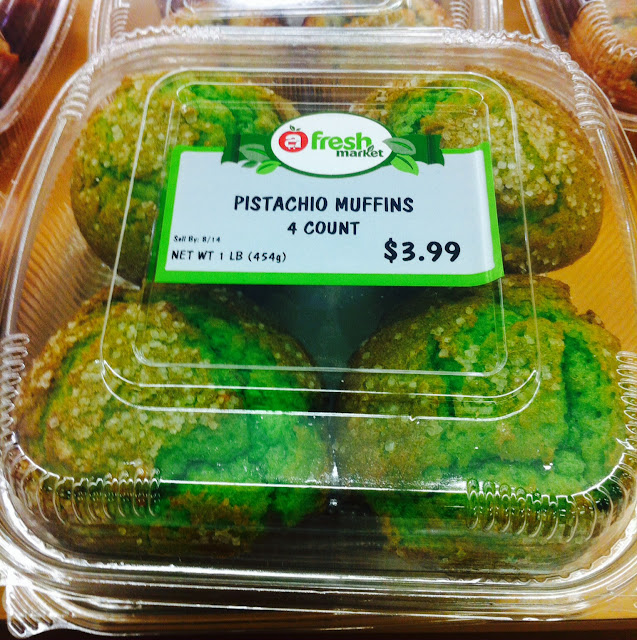 a fresh
market
PISTACHIO MUFFINS
4 COUNT
Sell By: 8/14
NET WT 1 LB (454g)
$3.99